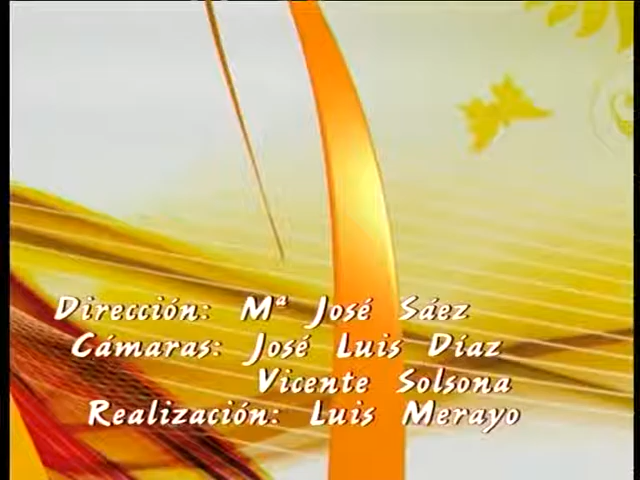 Dirección: Mª José Sáez
Cámaras: José Luis Díaz
Vicente Solsona
Realización: Luis Merayo